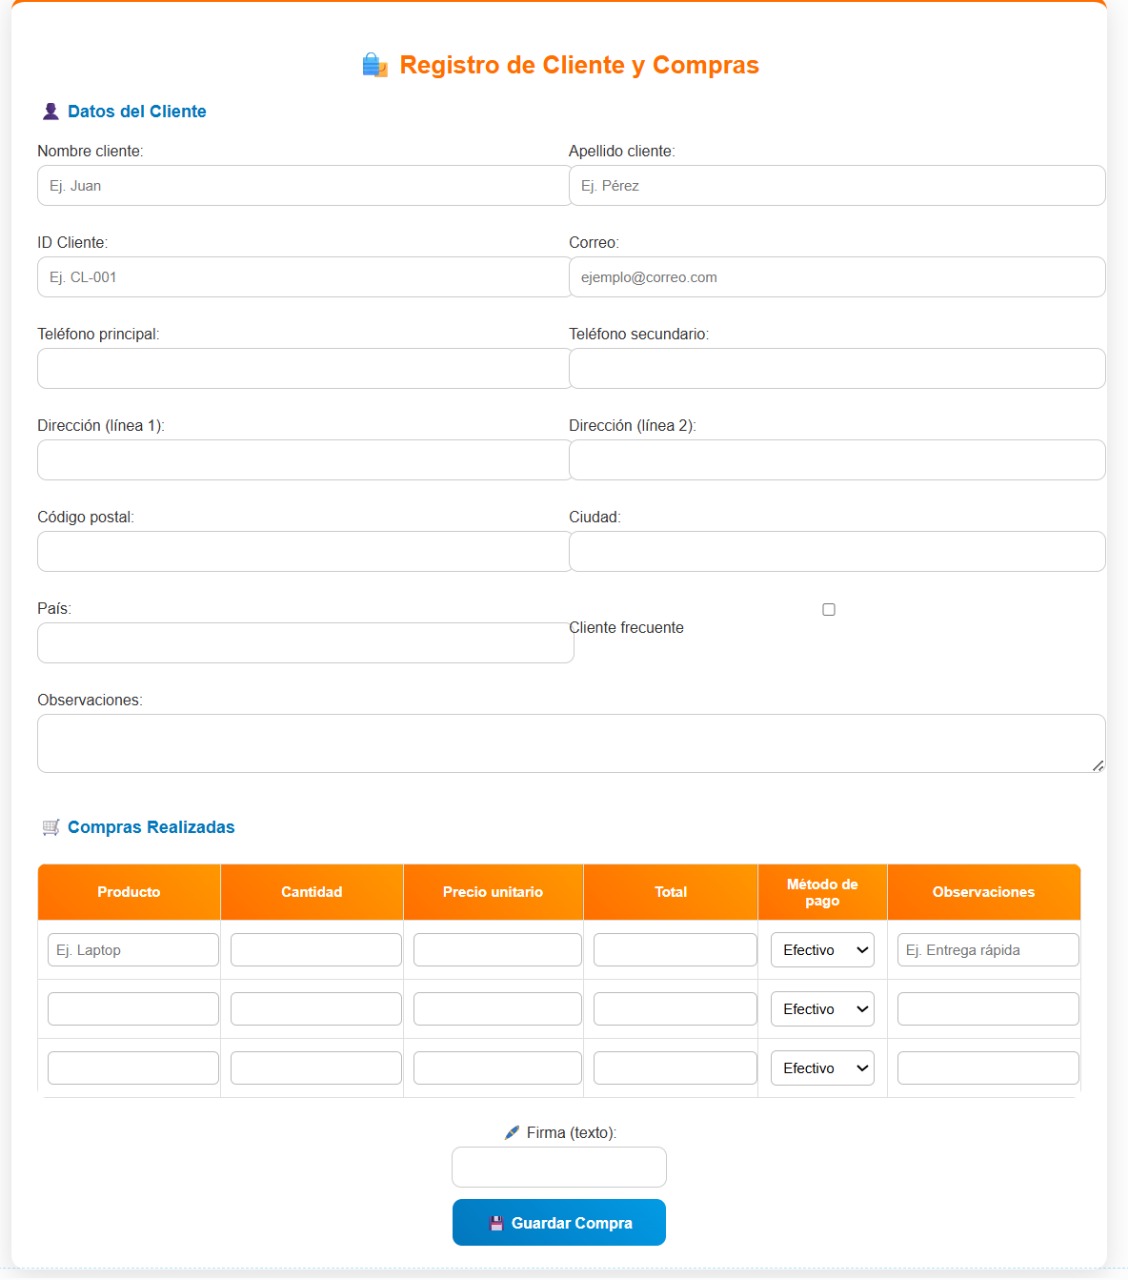 Registro de Cliente y Compras
Datos del Cliente
Nombre cliente: Apellido cliente:
Ej. Juan Ej. Pérez
ID Cliente: Correo:
Ej. CL-001 ejemplo@correo.com
Teléfono principal: Teléfono secundario:
Dirección (línea 1): Dirección (línea 2):
Código postal: Ciudad:
País:
Cliente frecuente
Observaciones:
Compras Realizadas
Producto Cantidad Precio unitario Total Método de pago Observaciones
Ej. Laptop Efectivo Ej. Entrega rápida
Efectivo
Efectivo
Firma (texto):
Guardar Compra